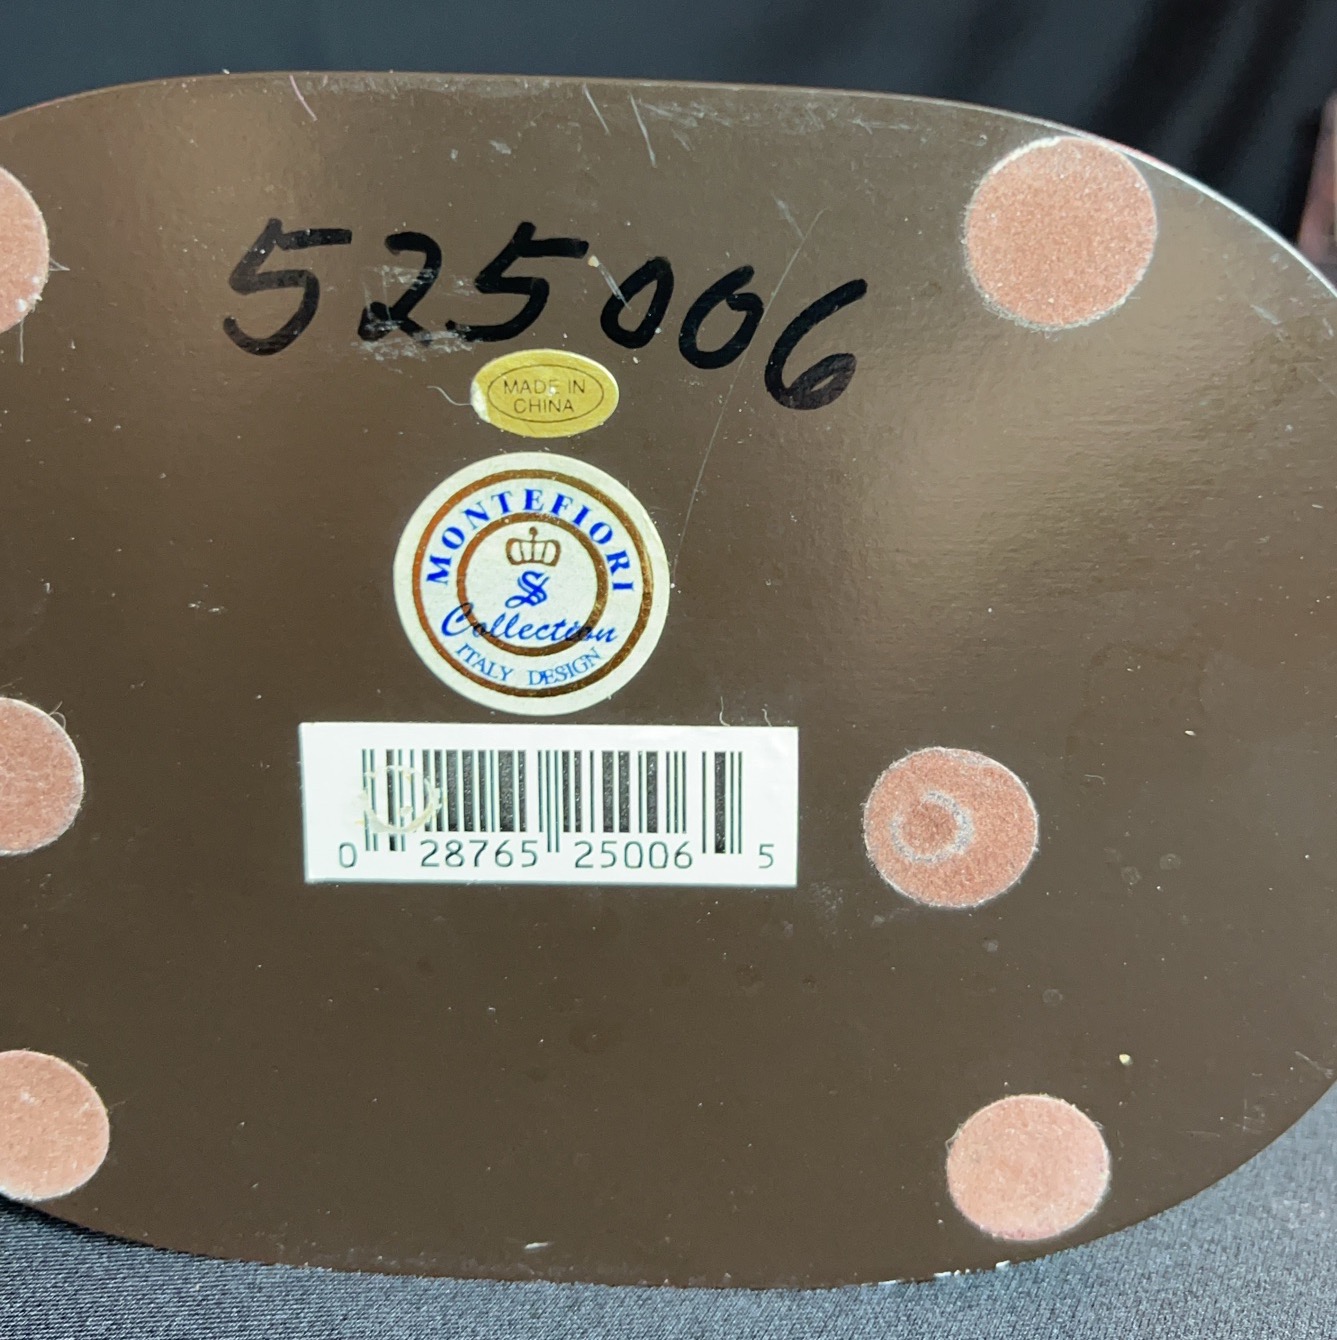 525006
MADE IN
CHINA
MONTEFIORI
S
Collection
ITALY DESIGN
0 28765 25006 5